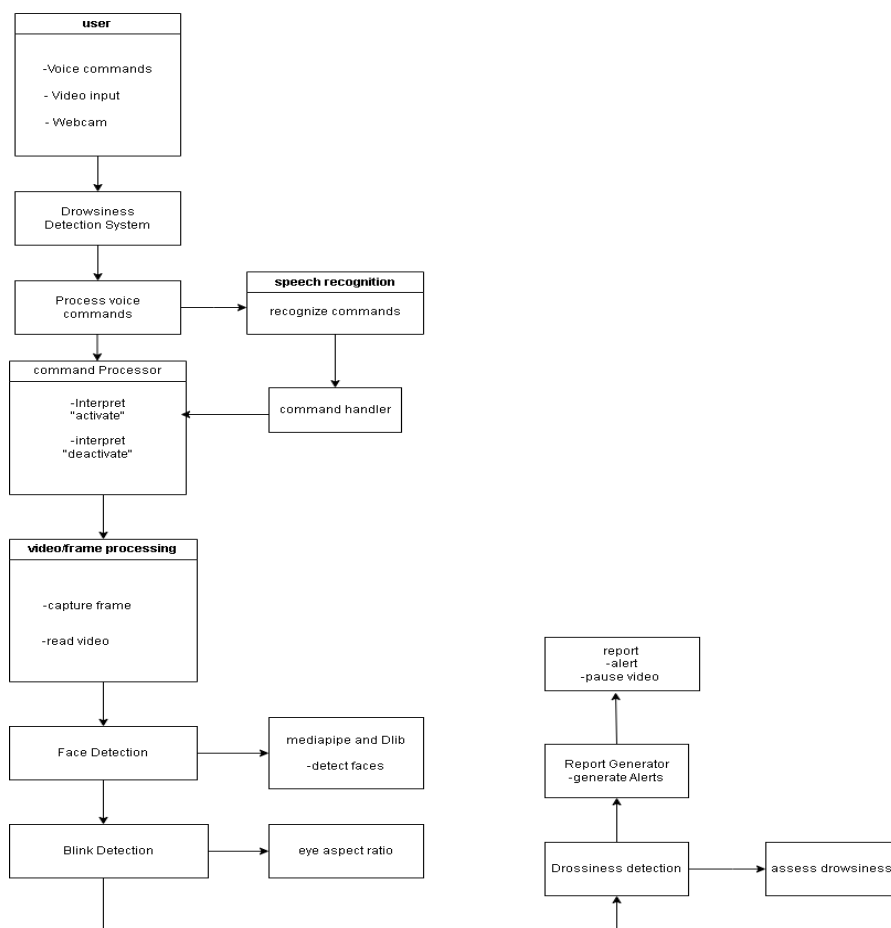 user
-Voice commands
- Video input
- Webcam
Drowsiness
Detection System
Process voice
commands
speech recognition
recognize commands
command Processor
-Interpret
"activate"
-interpret
"deactivate"
command handler
video/frame processing
-capture frame
-read video
Face Detection
mediapipe and Dlib
-detect faces
Blink Detection
eye aspect ratio
report
-alert
-pause video
Report Generator
-generate Alerts
Drossiness detection
assess drowsiness